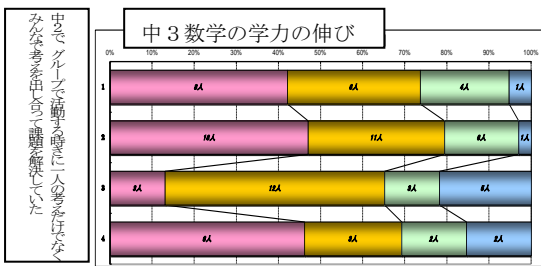 中２で、グループで活動する時きに一人の考えだけでなく
みんなで考えを出し合って課題を解決していた
中３数学の学力の伸び
0% 10% 20% 30% 40% 50% 60% 70% 80% 90% 100%
1 8人 6人 4人 1人
2 16人 11人 6人 1人
3 3人 12人 3人 5人
4 6人 3人 2人 2人